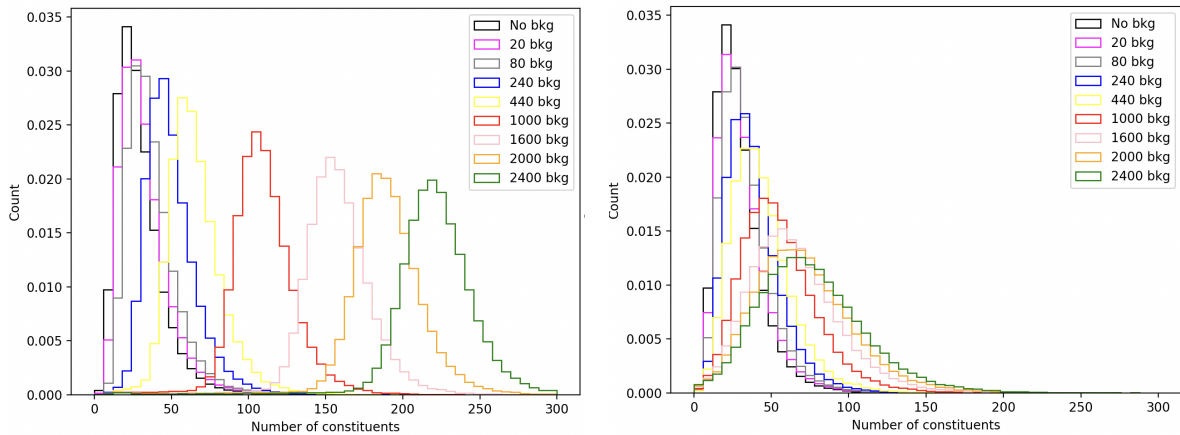 0.035
0.030
0.025
0.020
0.015
0.010
0.005
0.000
Count
0
50
100
150
200
250
300
Number of constituents
No bkg
20 bkg
80 bkg
240 bkg
440 bkg
1000 bkg
1600 bkg
2000 bkg
2400 bkg
0.035
0.030
0.025
0.020
0.015
0.010
0.005
0.000
Count
0
50
100
150
200
250
300
Number of constituents
No bkg
20 bkg
80 bkg
240 bkg
440 bkg
1000 bkg
1600 bkg
2000 bkg
2400 bkg